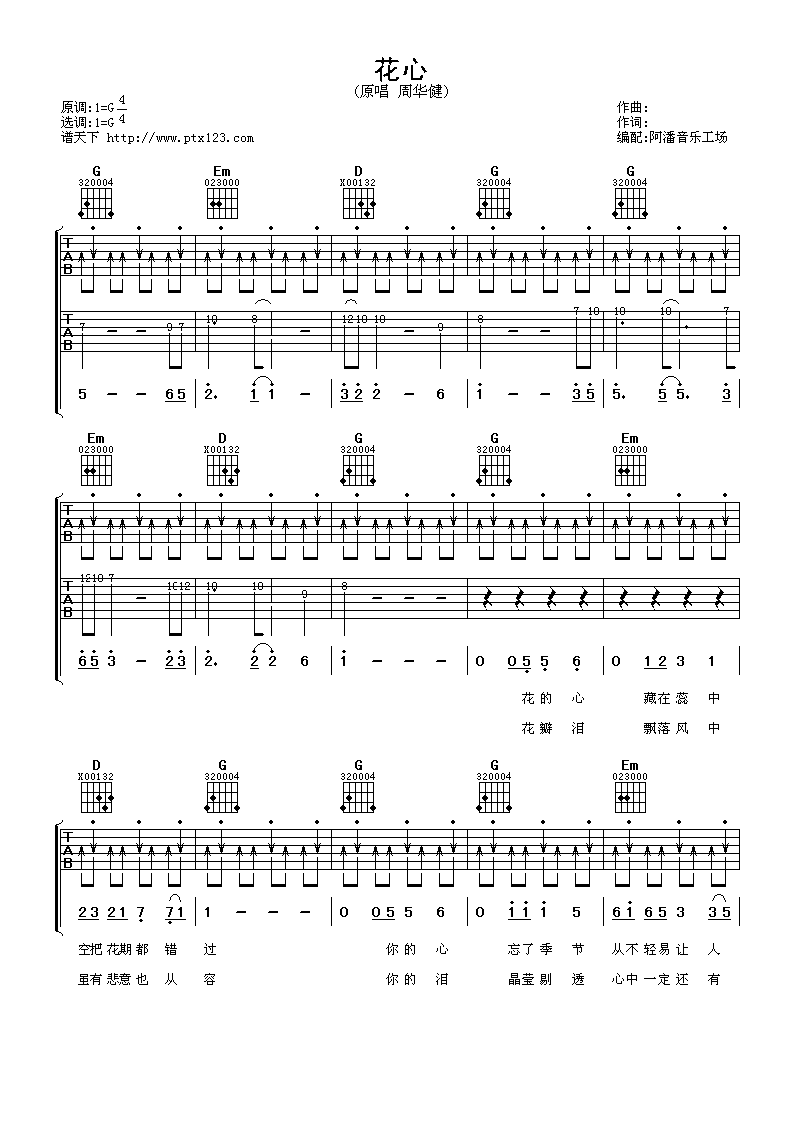 花心
(原唱 周华健)
原调:1=G 4/4
选调:1=G
谱天下 http://www.ptx123.com
作曲:
作词:
编配:阿潘音乐工场
G Em D G G
320004 023000 X00132 320004 320004
T
A
B
T A B 7 – – 9 7 10 8 – 12 10 10 – 9 8 – – 7 10 10 10 7
5 – – 6 5 2. 1 1 – 3 2 2 – 6 1 – – 3 5 5. 5 5. 3
Em D G G Em
023000 X00132 320004 320004 023000
T
A
B
T A B 12 10 7 – 10 12 10 10 9 8 – –
6 5 3 – 2 3 2. 2 2 6 1 – – – 0 0 5 5 6 0 1 2 3 1
花 的 心 藏在 蕊 中
花 瓣 泪 飘落 风 中
D G G G Em
X00132 320004 320004 320004 023000
T
A
B
2 3 2 1 7 7 1 1 – – – 0 0 5 5 6 0 1 1 1 5 6 1 6 5 3 3 5
空把 花期 都 错 过 你 的 心 忘了 季 节 从不 轻易 让 人
虽有 悲意 也 从 容 你 的 泪 晶莹 剔 透 心中 一定 还 有